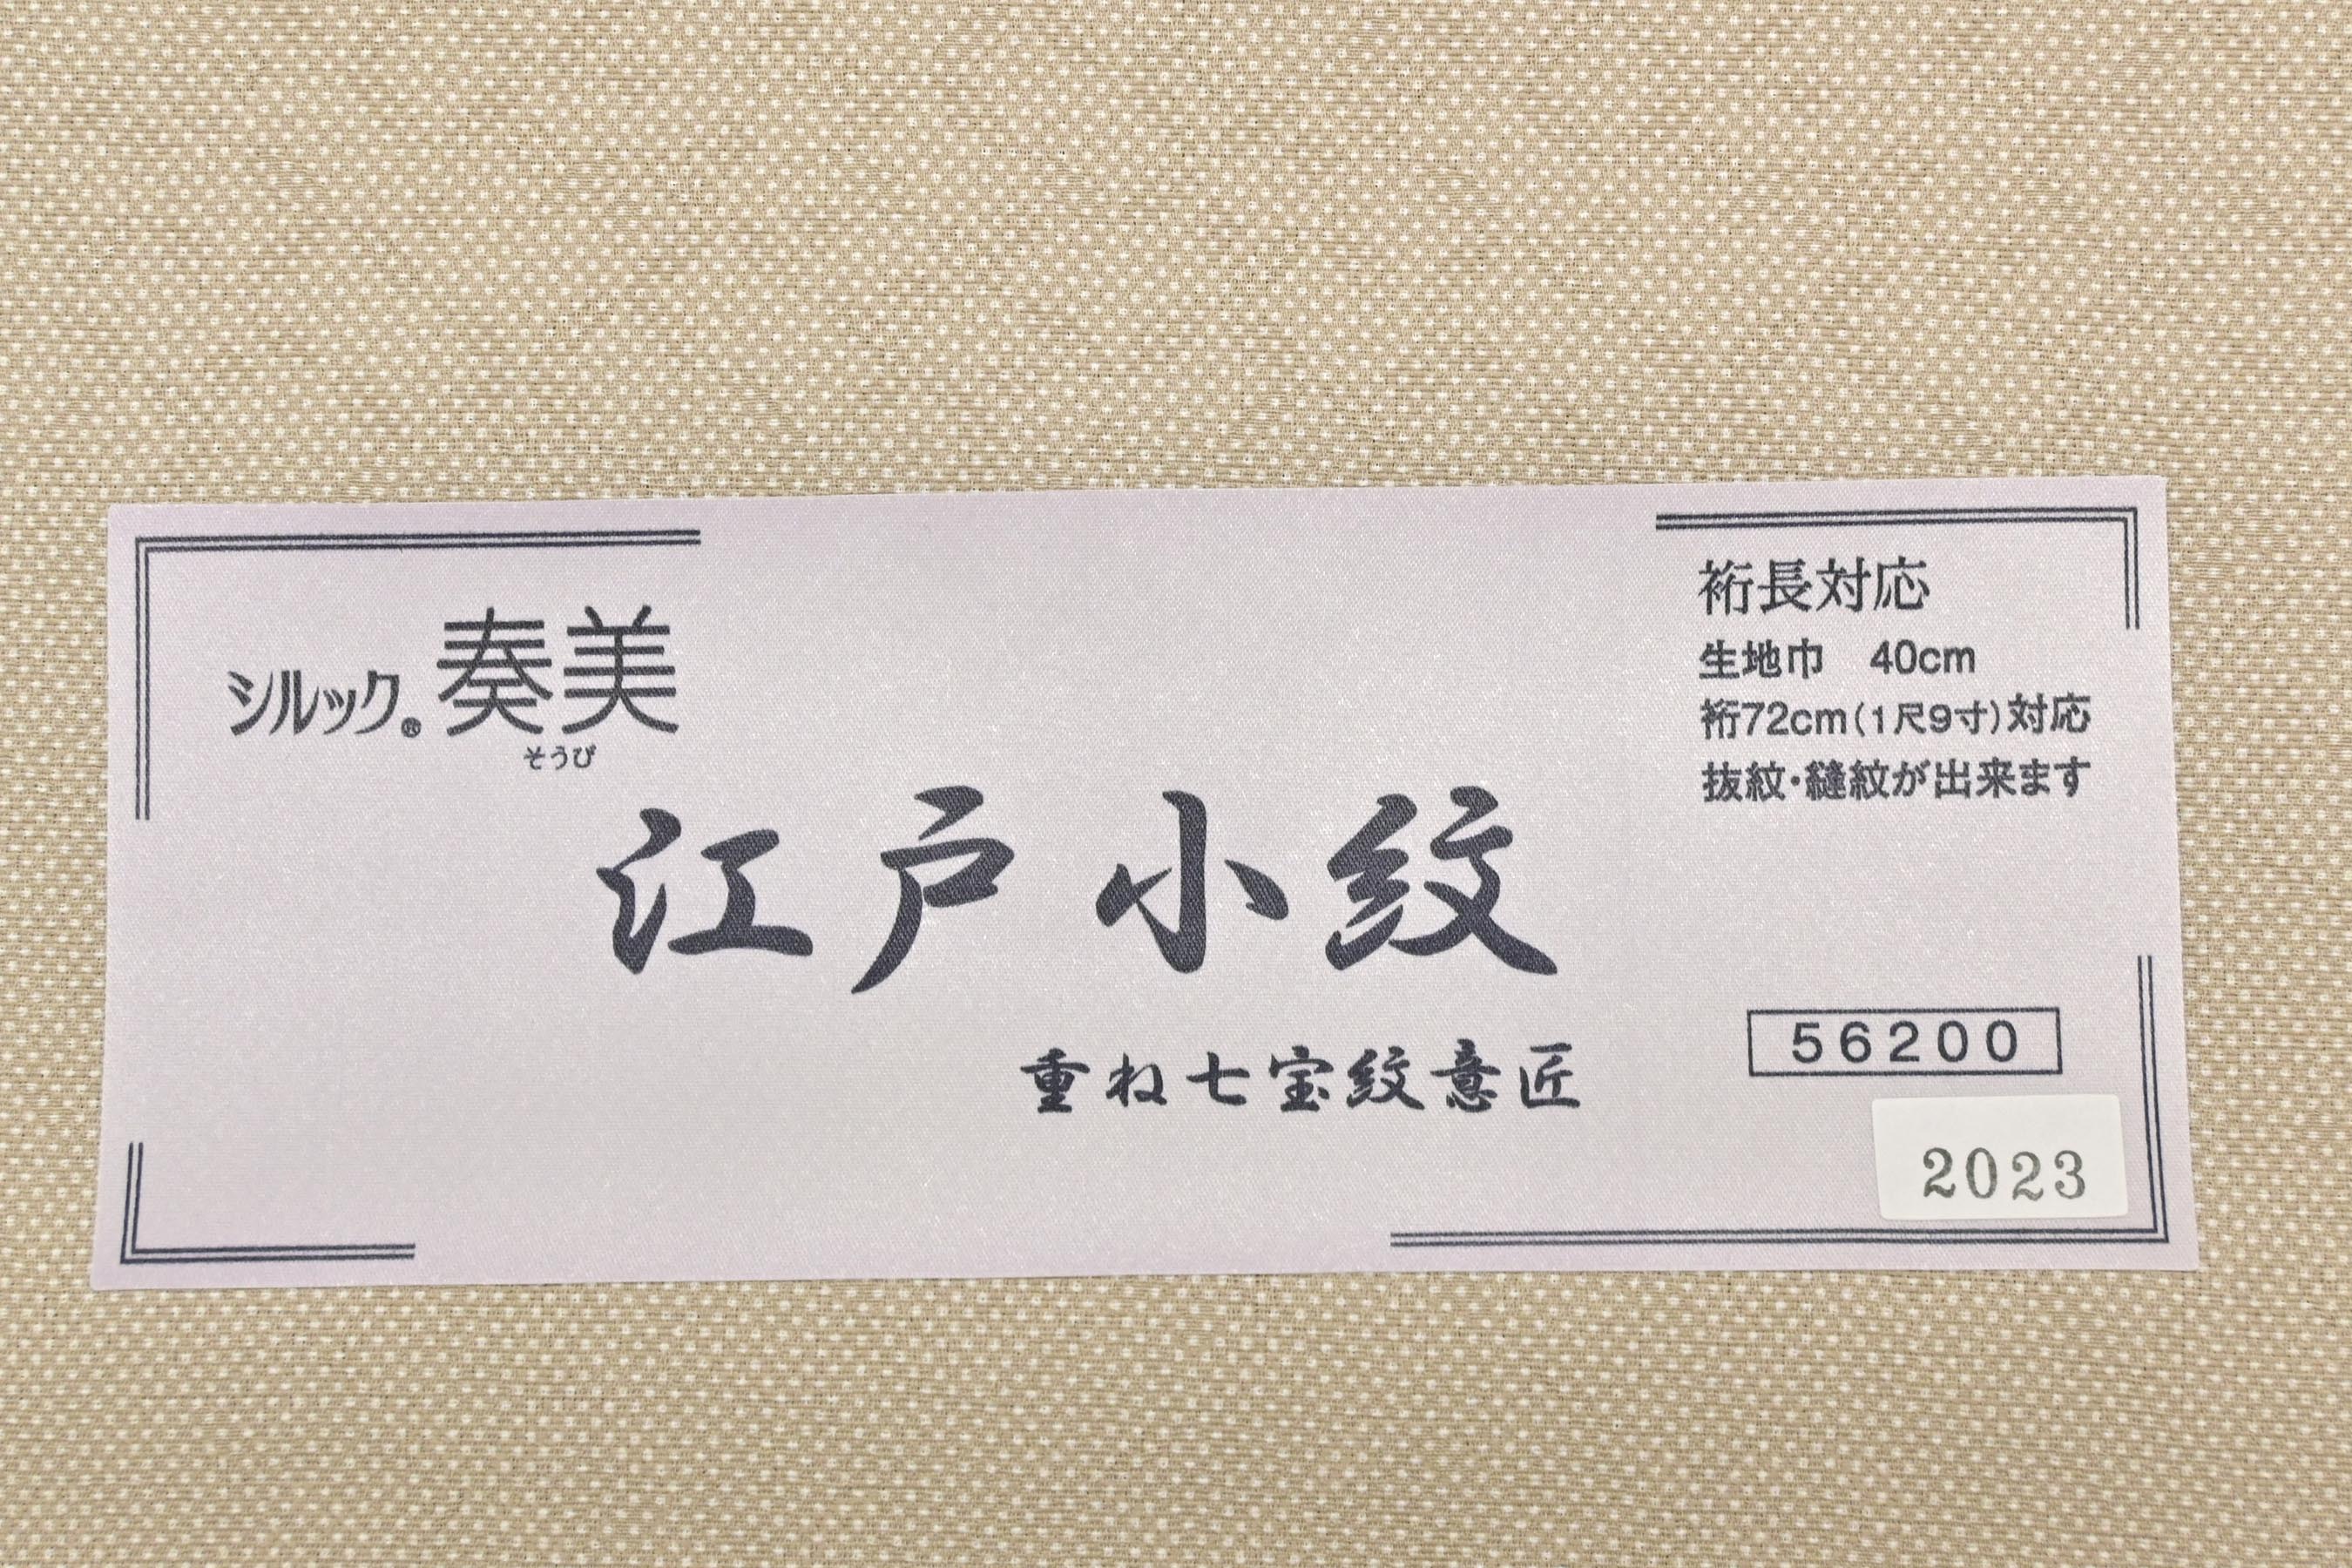 シルック® 奏美
そうび
裄長対応
生地巾 40cm
裄72cm(1尺9寸)対応
抜紋・縫紋が出来ます
江戸小紋
重ね七宝紋意匠
56200
2023